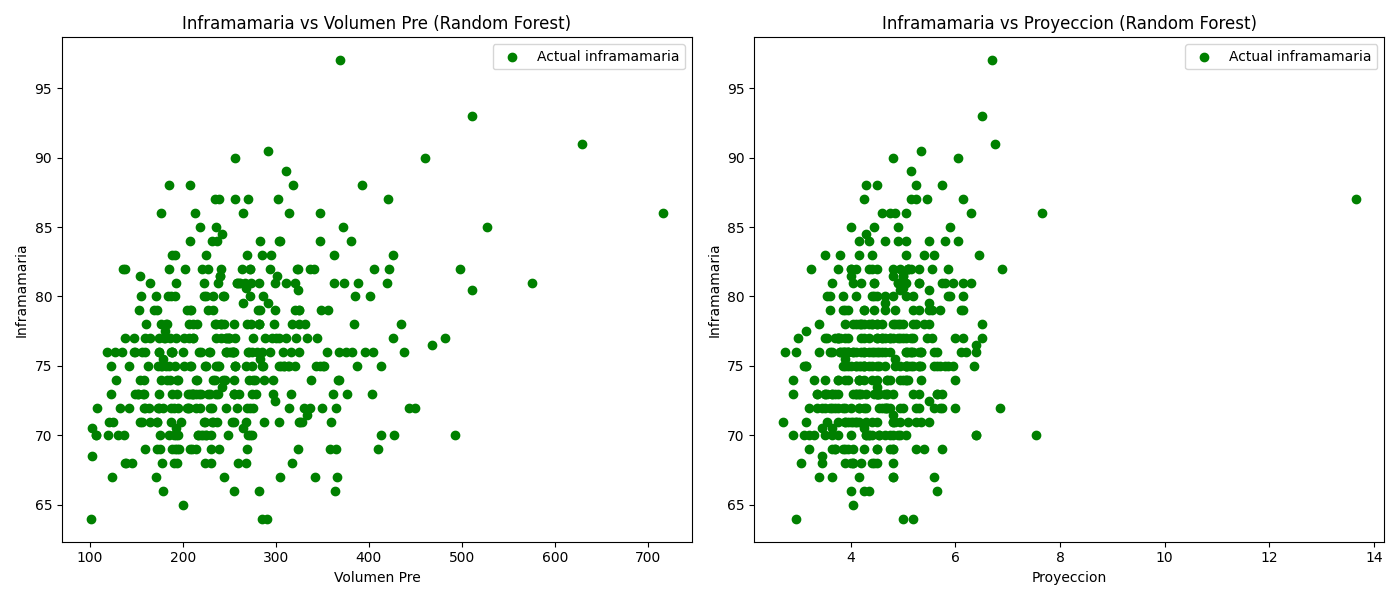 Inframamaria vs Volumen Pre (Random Forest)
Actual inframamaria
95
90
85
80
75
70
65
Inframamaria
100 200 300 400 500 600 700
Volumen Pre
Inframamaria vs Proyeccion (Random Forest)
Actual inframamaria
95
90
85
80
75
70
65
Inframamaria
4 6 8 10 12 14
Proyeccion